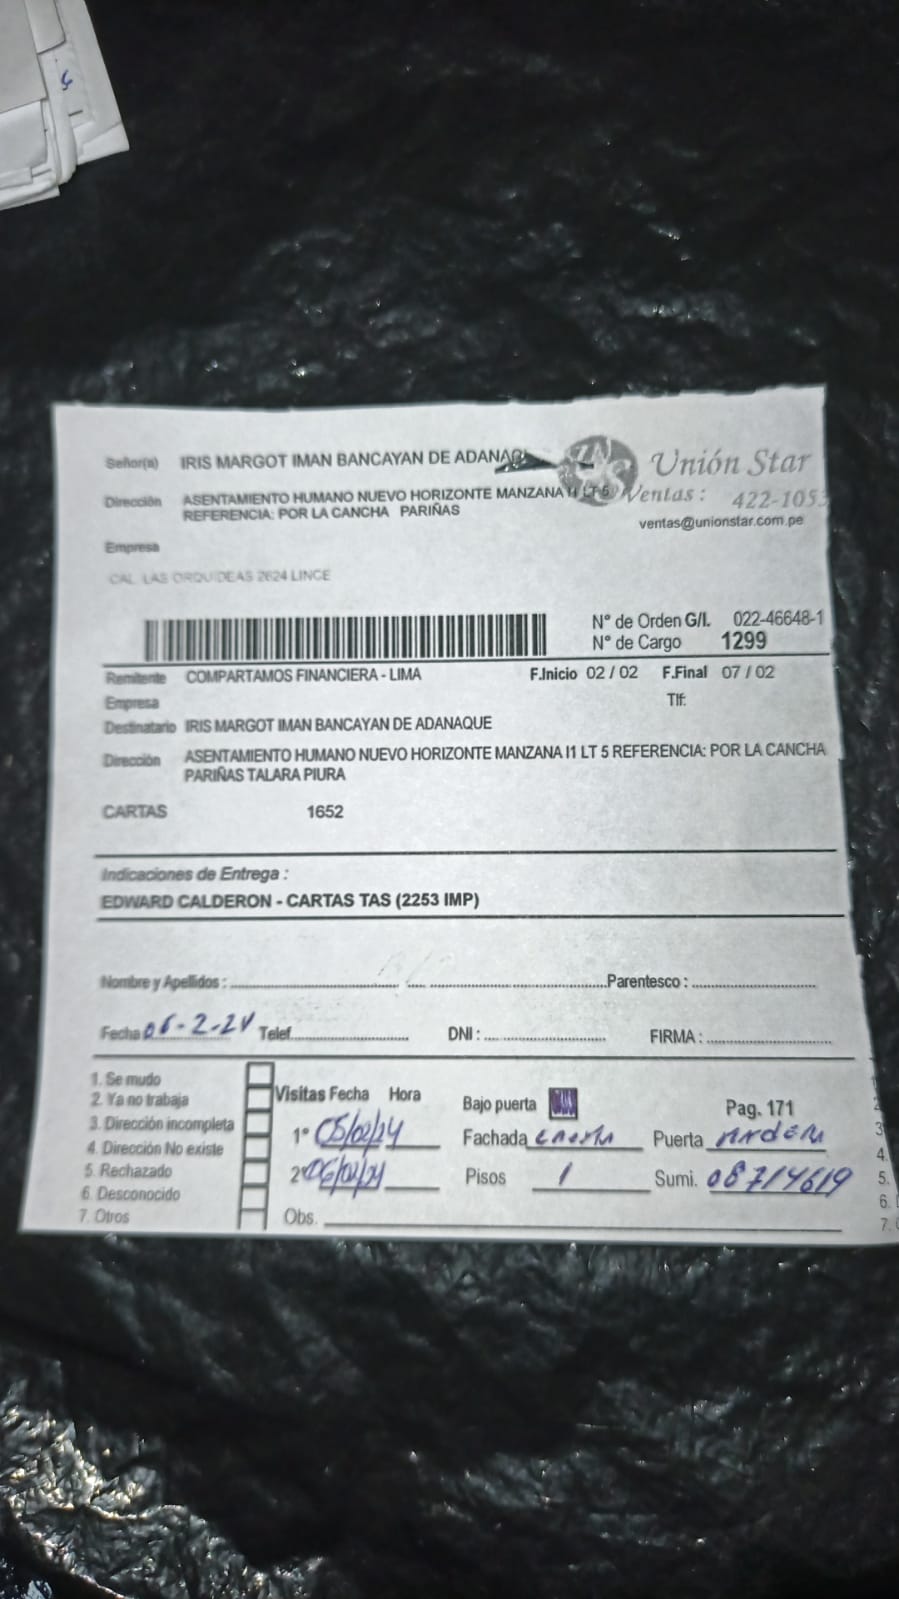 Señor(a) IRIS MARGOT IMAN BANCAYAN DE ADANAQ
Unión Star
Dirección ASENTAMIENTO HUMANO NUEVO HORIZONTE MANZANA I1 LT 5
REFERENCIA: POR LA CANCHA PARIÑAS
Ventas : 422-1053
ventas@unionstar.com.pe
Empresa
CAL. LAS ORQUIDEAS 2624 LINCE
N° de Orden G/I. 022-46648-1
N° de Cargo 1299
Remitente COMPARTAMOS FINANCIERA - LIMA F.Inicio 02 / 02 F.Final 07 / 02
Empresa Tlf:
Destinatario IRIS MARGOT IMAN BANCAYAN DE ADANAQUE
Dirección ASENTAMIENTO HUMANO NUEVO HORIZONTE MANZANA I1 LT 5 REFERENCIA: POR LA CANCHA
PARIÑAS TALARA PIURA
CARTAS 1652
Indicaciones de Entrega :
EDWARD CALDERON - CARTAS TAS (2253 IMP)
Nombre y Apellidos : Parentesco :
Fecha 06-2-24 Telef. DNI : FIRMA :
1. Se mudo
2. Ya no trabaja
3. Dirección incompleta
4. Dirección No existe
5. Rechazado
6. Desconocido
7. Otros
Visitas Fecha Hora
1° 05/02/24
2° 06/02/24
Obs.
Bajo puerta
Pag. 171
Fachada Puerta
Pisos 1 Sumi. 08714619
3
4.
5.
6.
7.